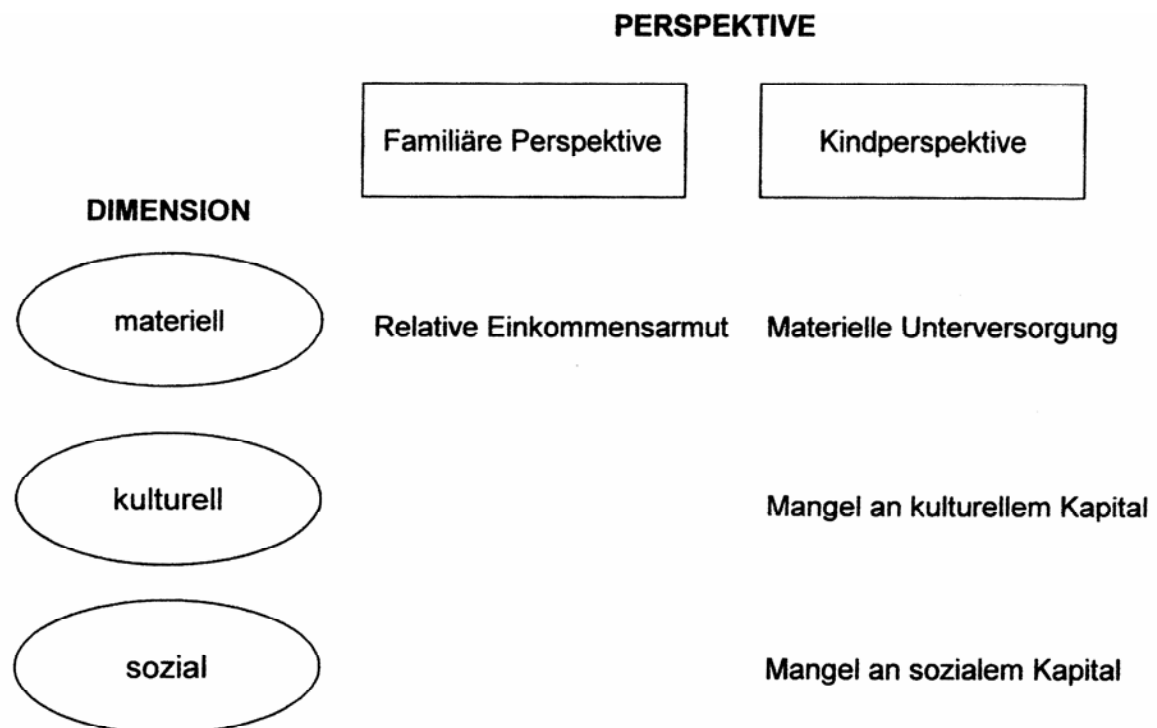 PERSPEKTIVE
Familiäre Perspektive Kindperspektive
DIMENSION
materiell Relative Einkommensarmut Materielle Unterversorgung
kulturell Mangel an kulturellem Kapital
sozial Mangel an sozialem Kapital